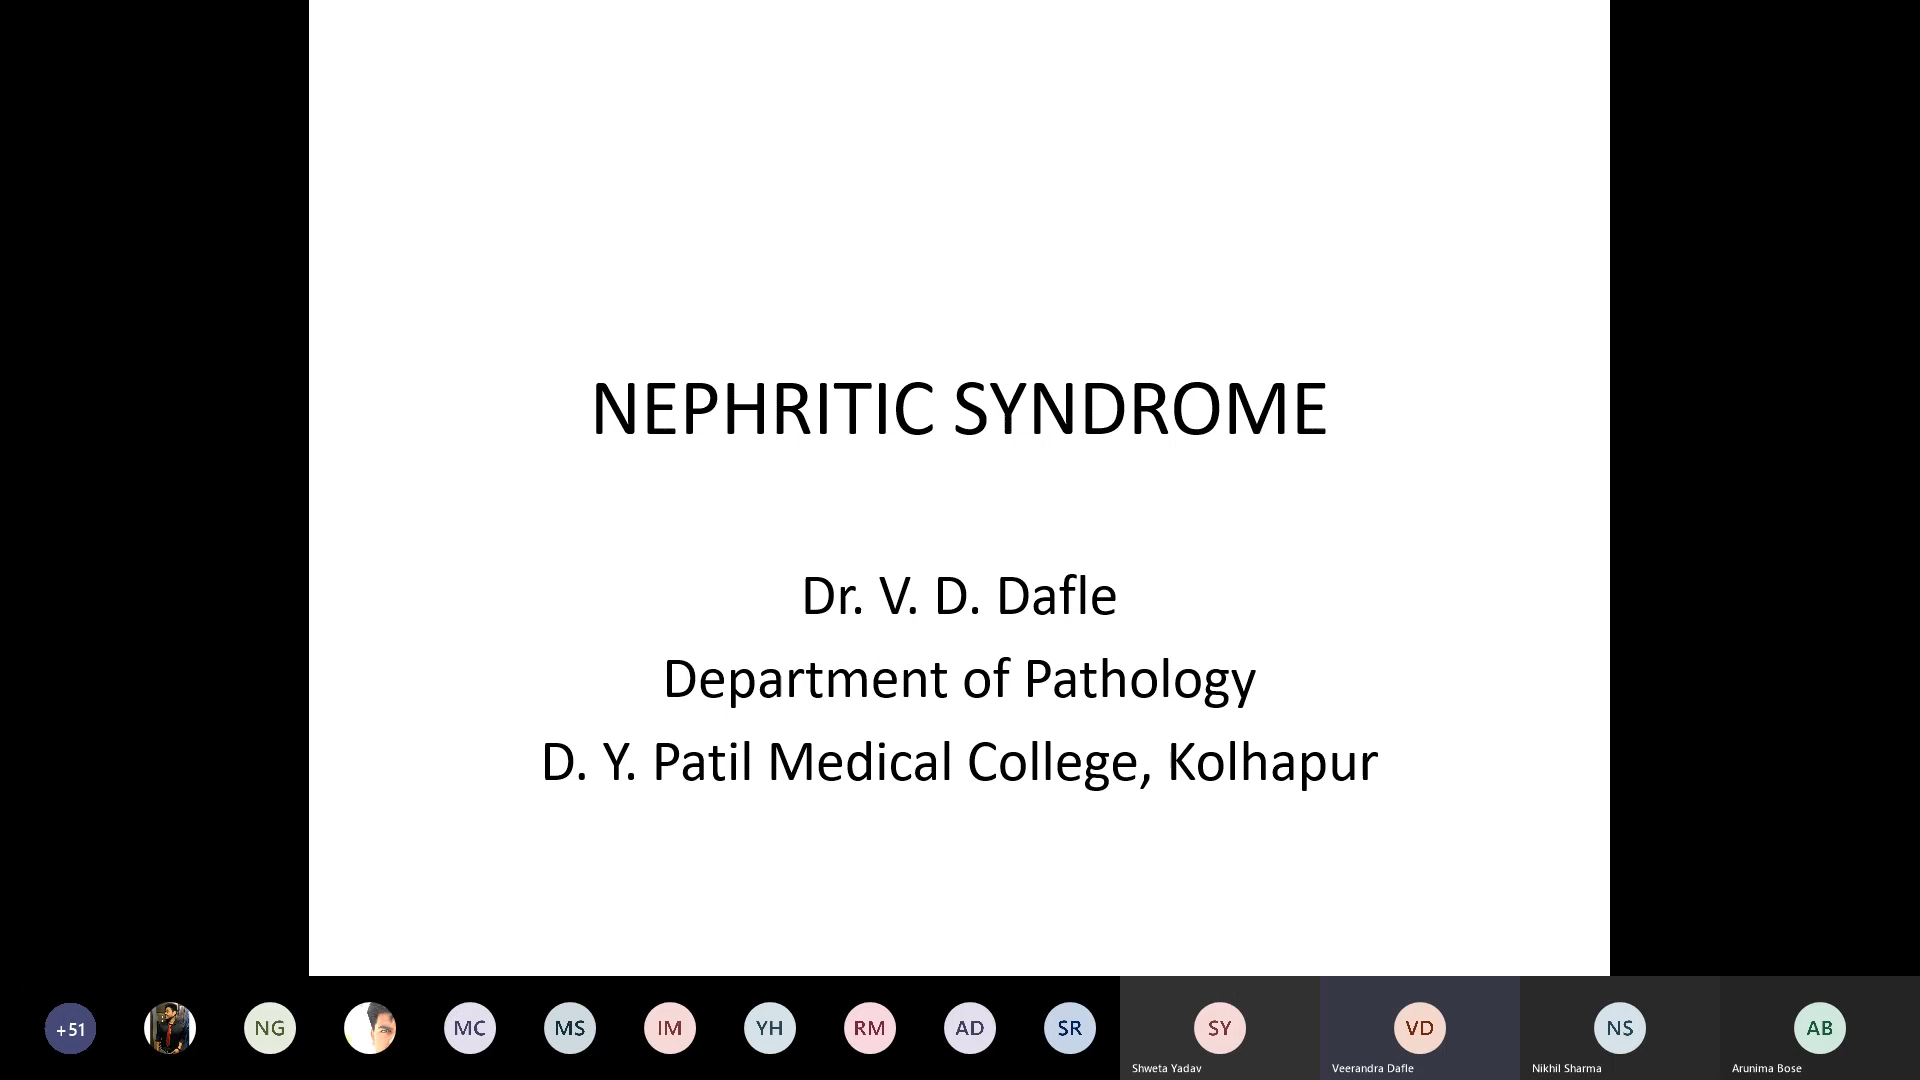 NEPHRITIC SYNDROME
Dr. V. D. Dafle
Department of Pathology
D. Y. Patil Medical College, Kolhapur
+51
NG
MC
MS
IM
YH
RM
AD
SR
SY
VD
NS
AB
Shweta Yadav
Veerandra Dafle
Nikhil Sharma
Arunima Bose